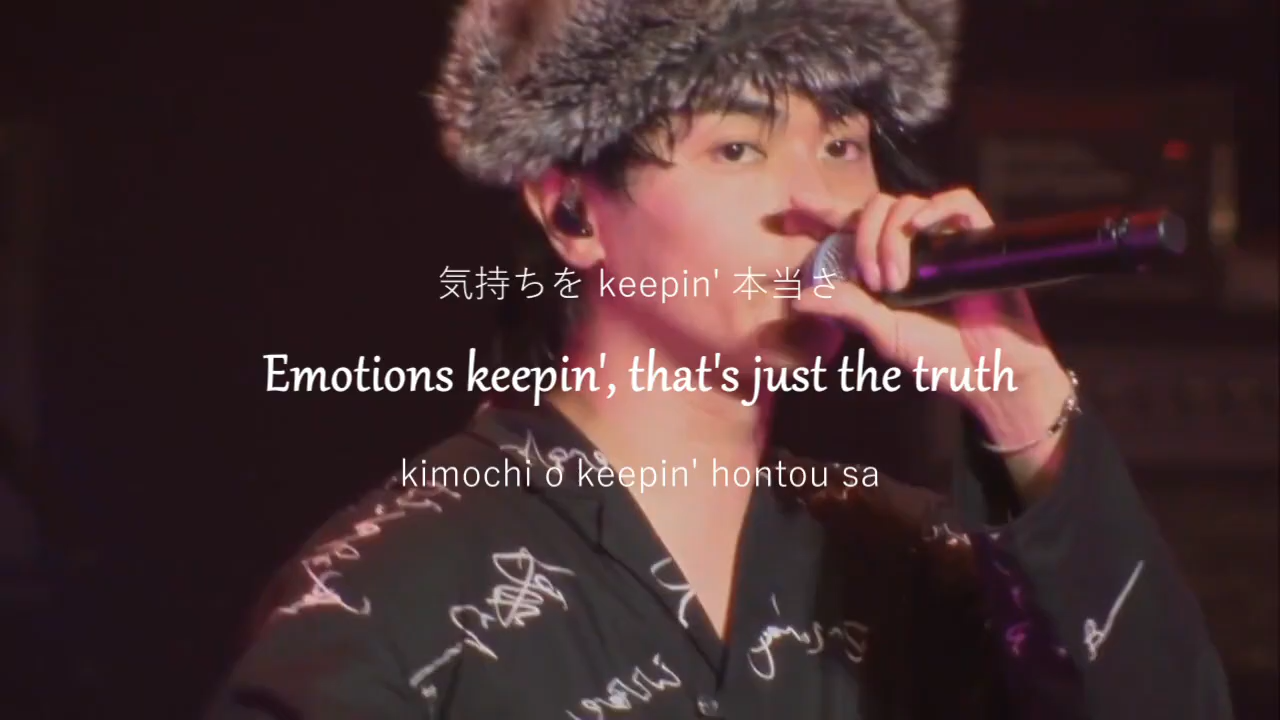 気持ちを keepin' 本当さ
Emotions keepin', that's just the truth
kimochi o keepin' hontou sa